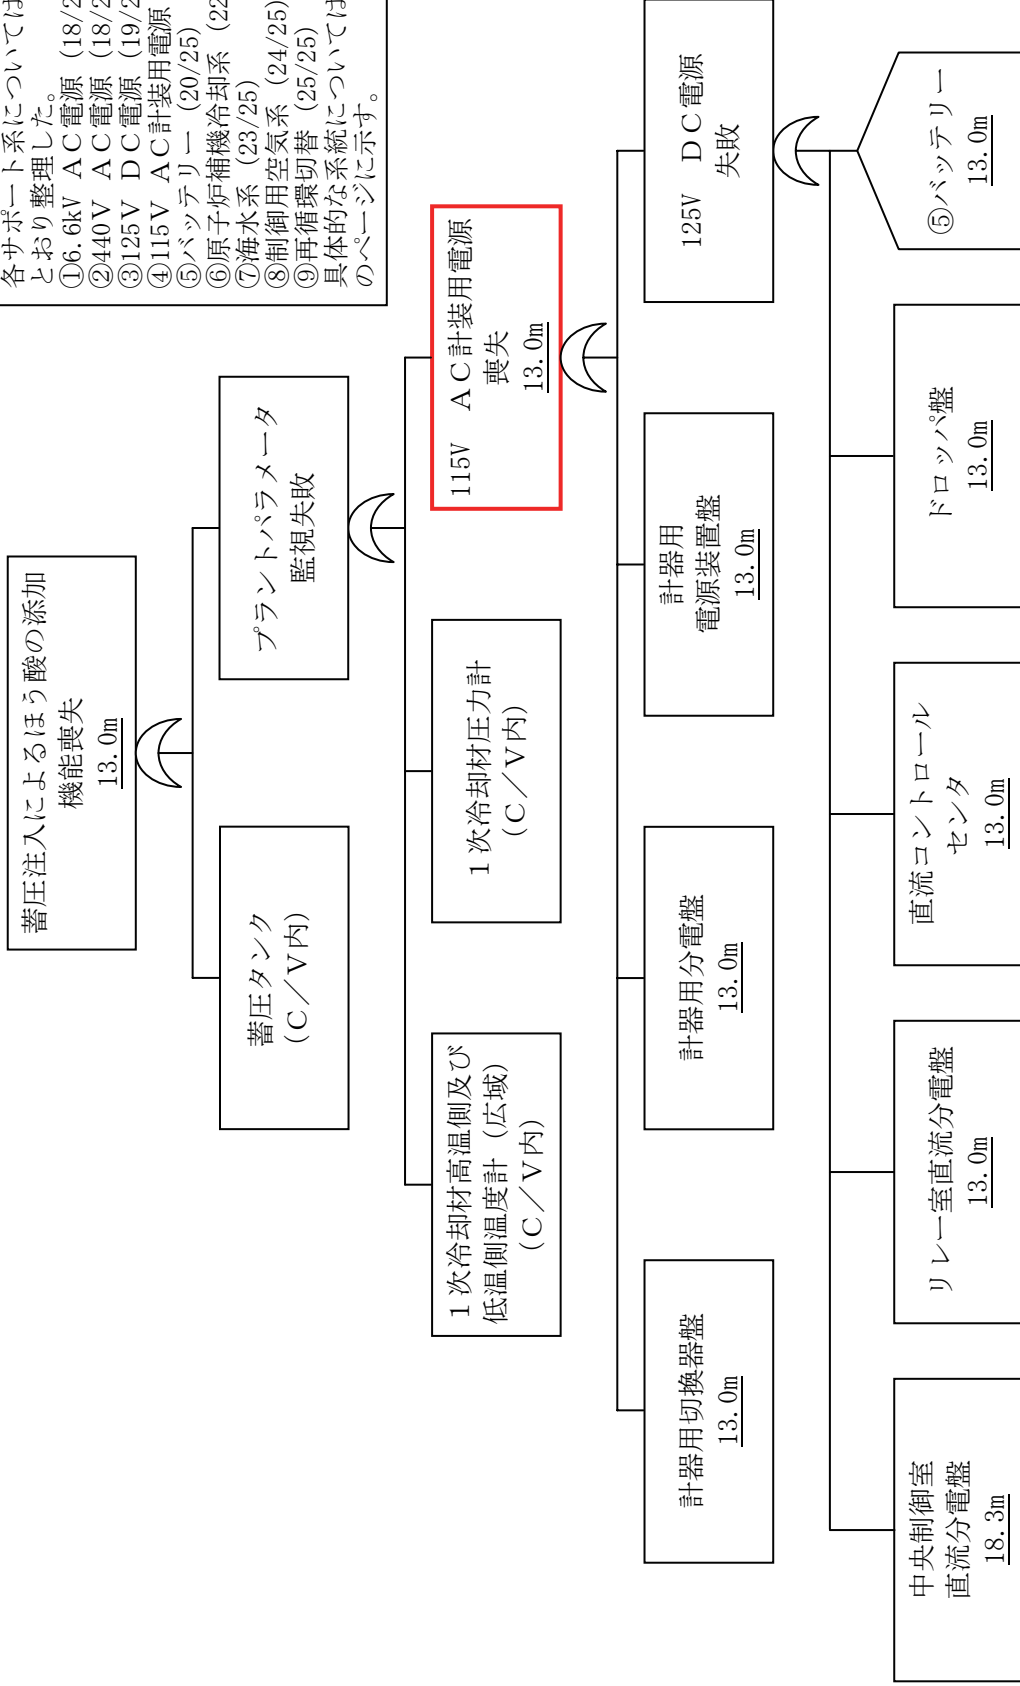 各サポート系については
とおり整理した。
①6.6kV AC電源 (18/2
②440V AC電源 (18/2
③125V DC電源 (19/2
④115V AC計装用電源
⑤バッテリー (20/25)
⑥原子炉補機冷却系 (22
⑦海水系 (23/25)
⑧制御用空気系 (24/25)
⑨再循環切替 (25/25)
具体的な系統については
のページに示す。
蓄圧注入によるほう酸の添加
機能喪失
13.0m
蓄圧タンク
(C/V内)
プラントパラメータ
監視失敗
1次冷却材高温側及び
低温側温度計(広域)
(C/V内)
1次冷却材圧力計
(C/V内)
115V AC計装用電源
喪失
13.0m
計器用切換器盤
13.0m
計器用分電盤
13.0m
計器用
電源装置盤
13.0m
125V DC電源
失敗
中央制御室
直流分電盤
18.3m
リレー室直流分電盤
13.0m
直流コントロール
センタ
13.0m
ドロッパ盤
13.0m
⑤バッテリー
13.0m